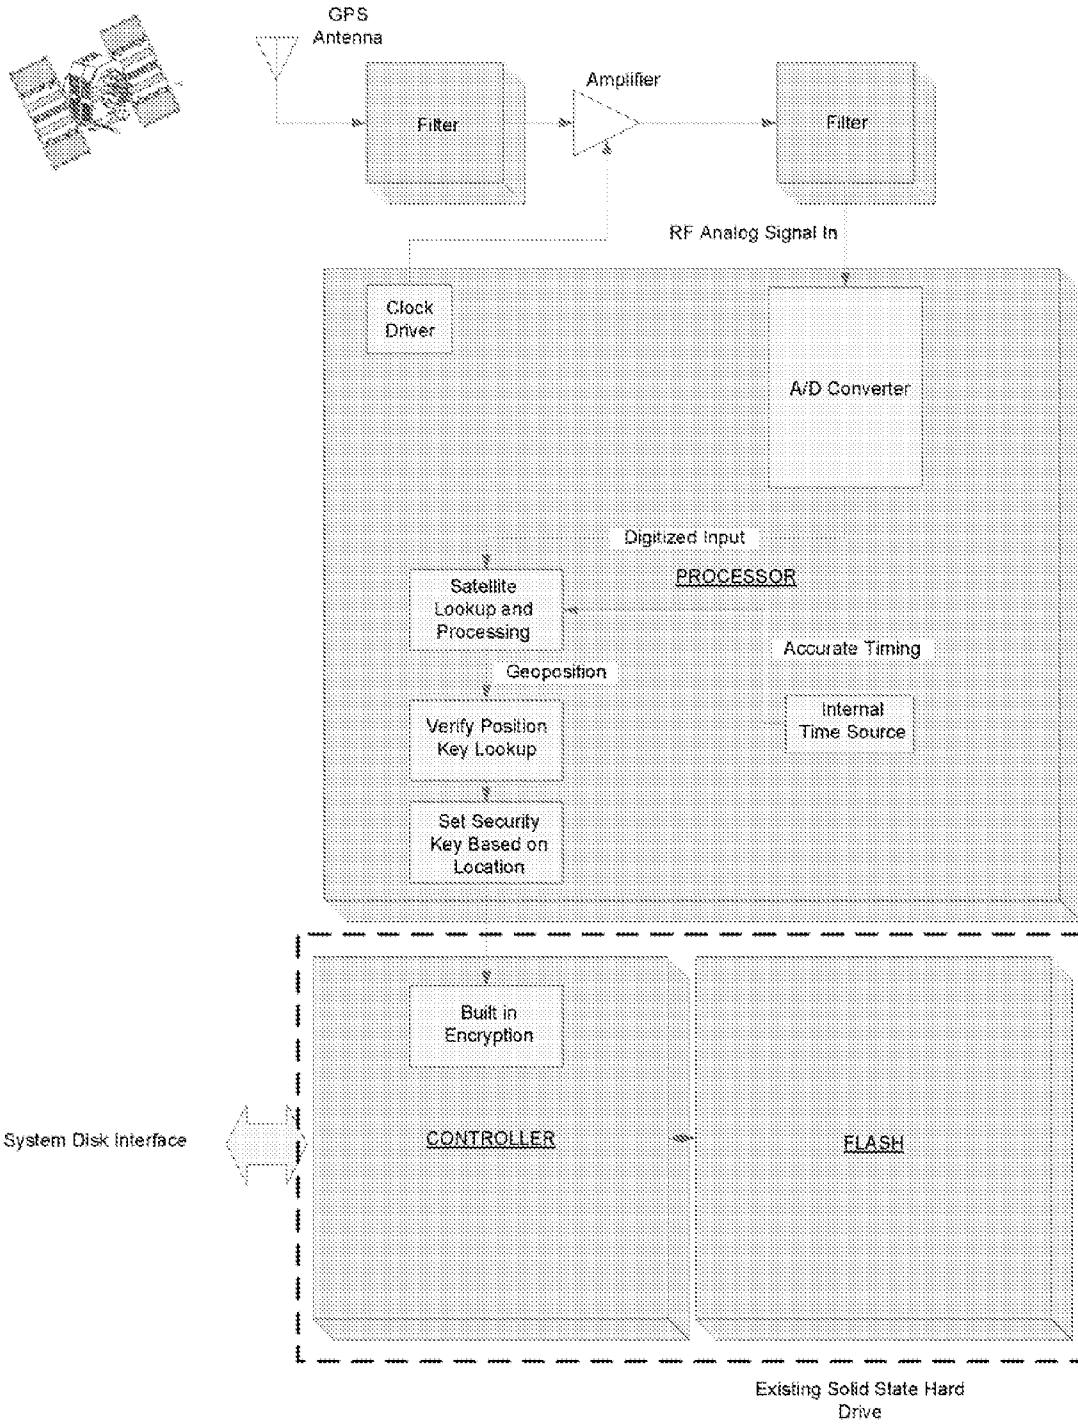 GPS
Antenna
Amplifier
Filter
Filter
RF Analog Signal In
Clock
Driver
A/D Converter
Digitized Input
PROCESSOR
Satellite
Lookup and
Processing
Accurate Timing
Geoposition
Internal
Time Source
Verify Position
Key Lookup
Set Security
Key Based on
Location
Built in
Encryption
System Disk Interface
CONTROLLER
FLASH
Existing Solid State Hard
Drive